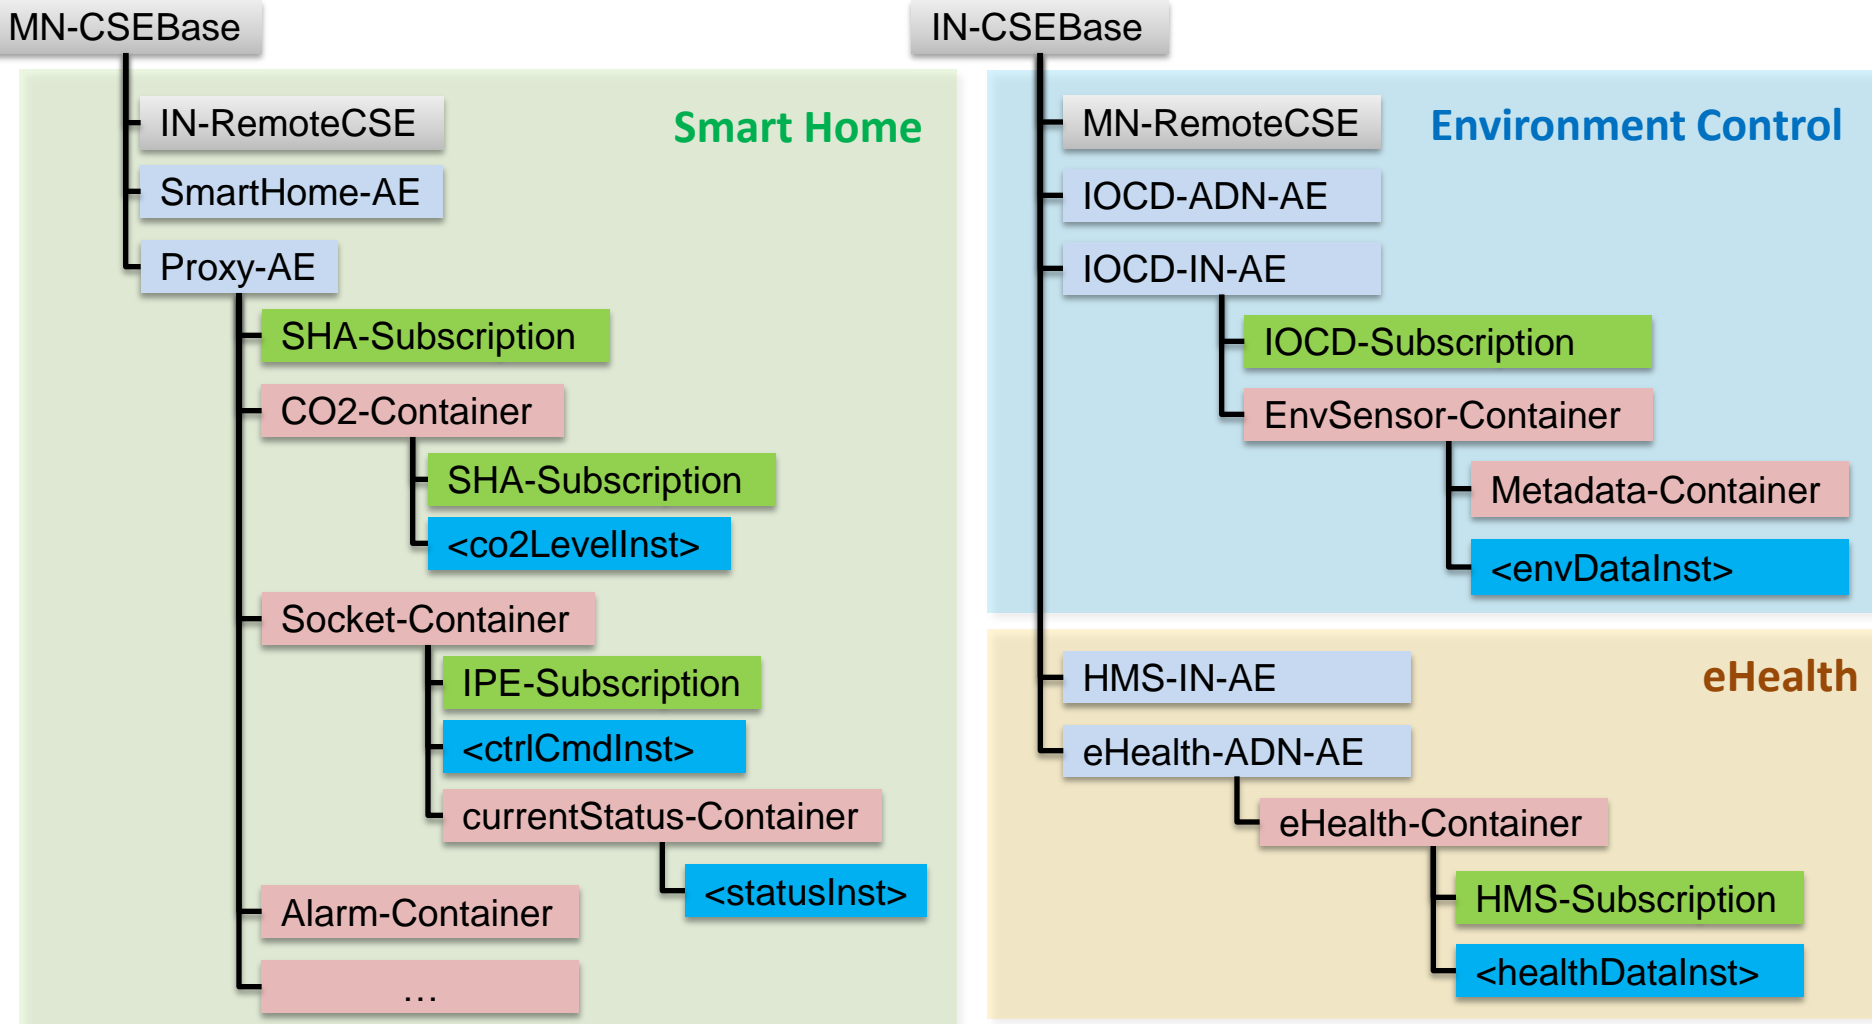 MN-CSEBase
IN-RemoteCSE
Smart Home
SmartHome-AE
Proxy-AE
SHA-Subscription
CO2-Container
SHA-Subscription
<co2LevelInst>
Socket-Container
IPE-Subscription
<ctrlCmdInst>
currentStatus-Container
<statusInst>
Alarm-Container
...
IN-CSEBase
MN-RemoteCSE
Environment Control
IOCD-ADN-AE
IOCD-IN-AE
IOCD-Subscription
EnvSensor-Container
Metadata-Container
<envDataInst>
HMS-IN-AE
eHealth
eHealth-ADN-AE
eHealth-Container
HMS-Subscription
<healthDataInst>